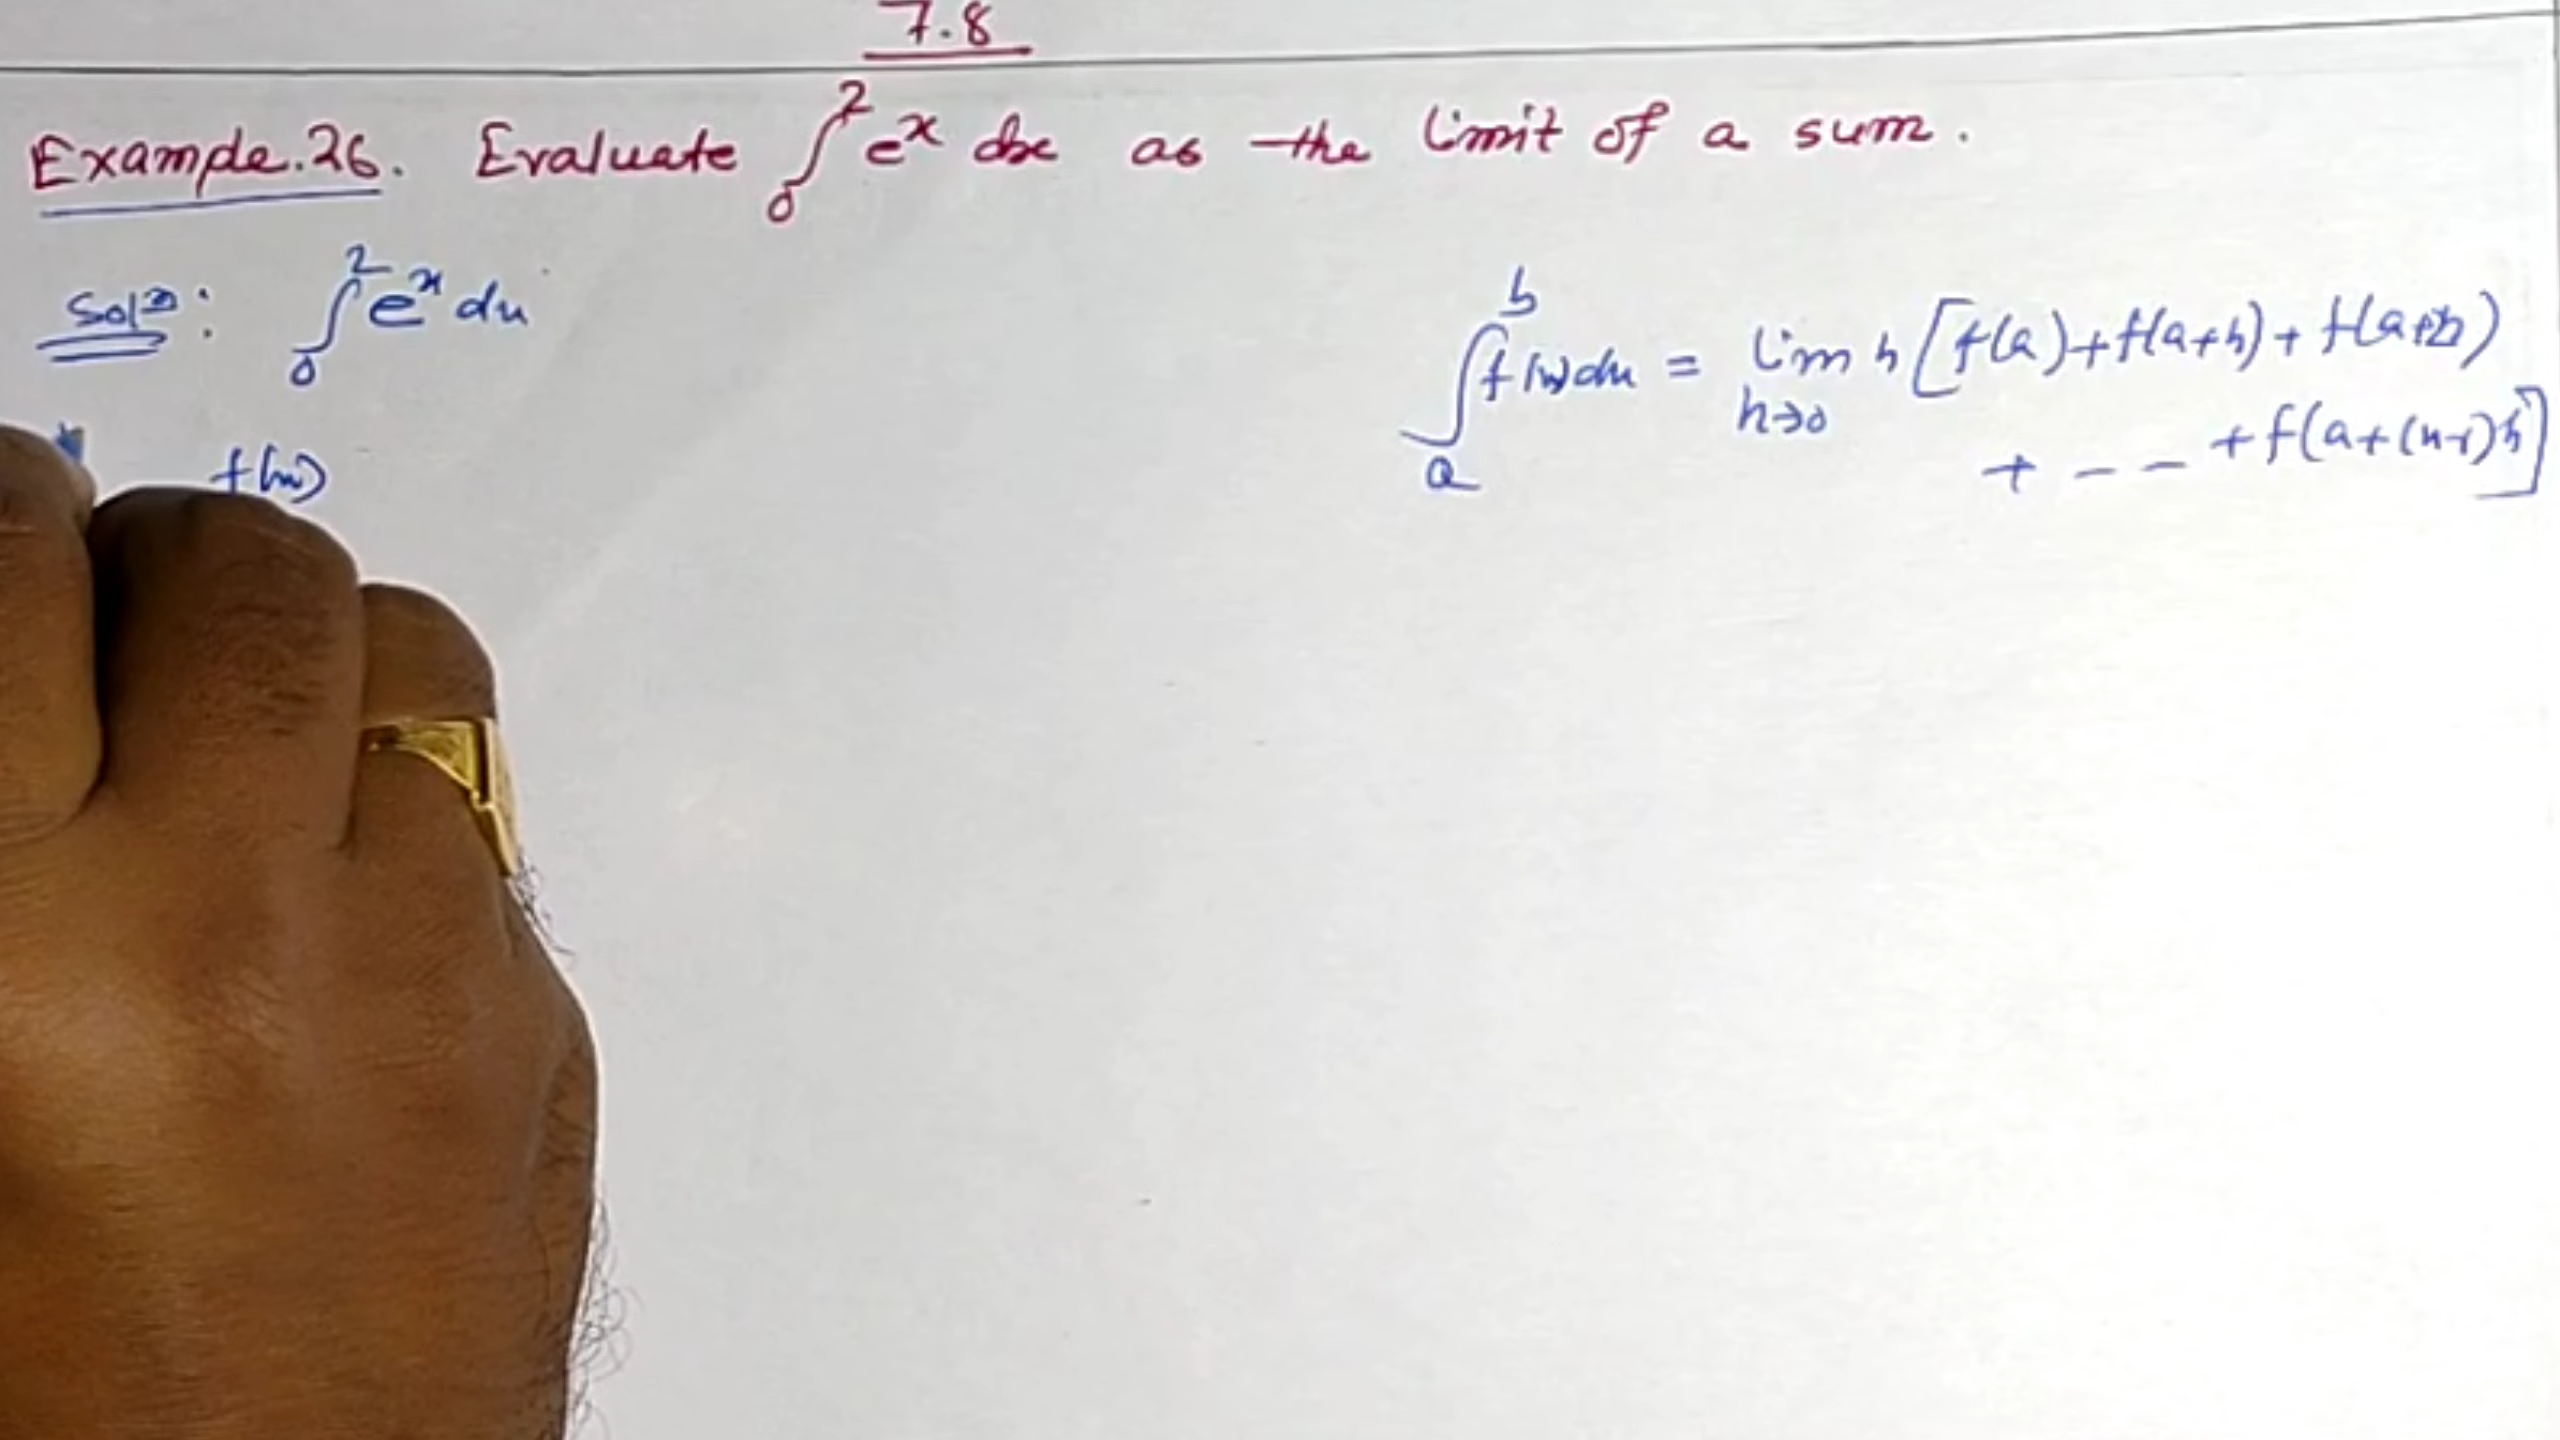 7.8
Example.26. Evaluate ∫₀² eˣ dx as the limit of a sum.
Solⁿ: ∫₀² eˣ dx
∫ₐᵇ f(x)dx = lim h→0 h [f(a)+f(a+h)+ f(a+2h)
+ - - - +f(a+(n-1)h]
f(x)